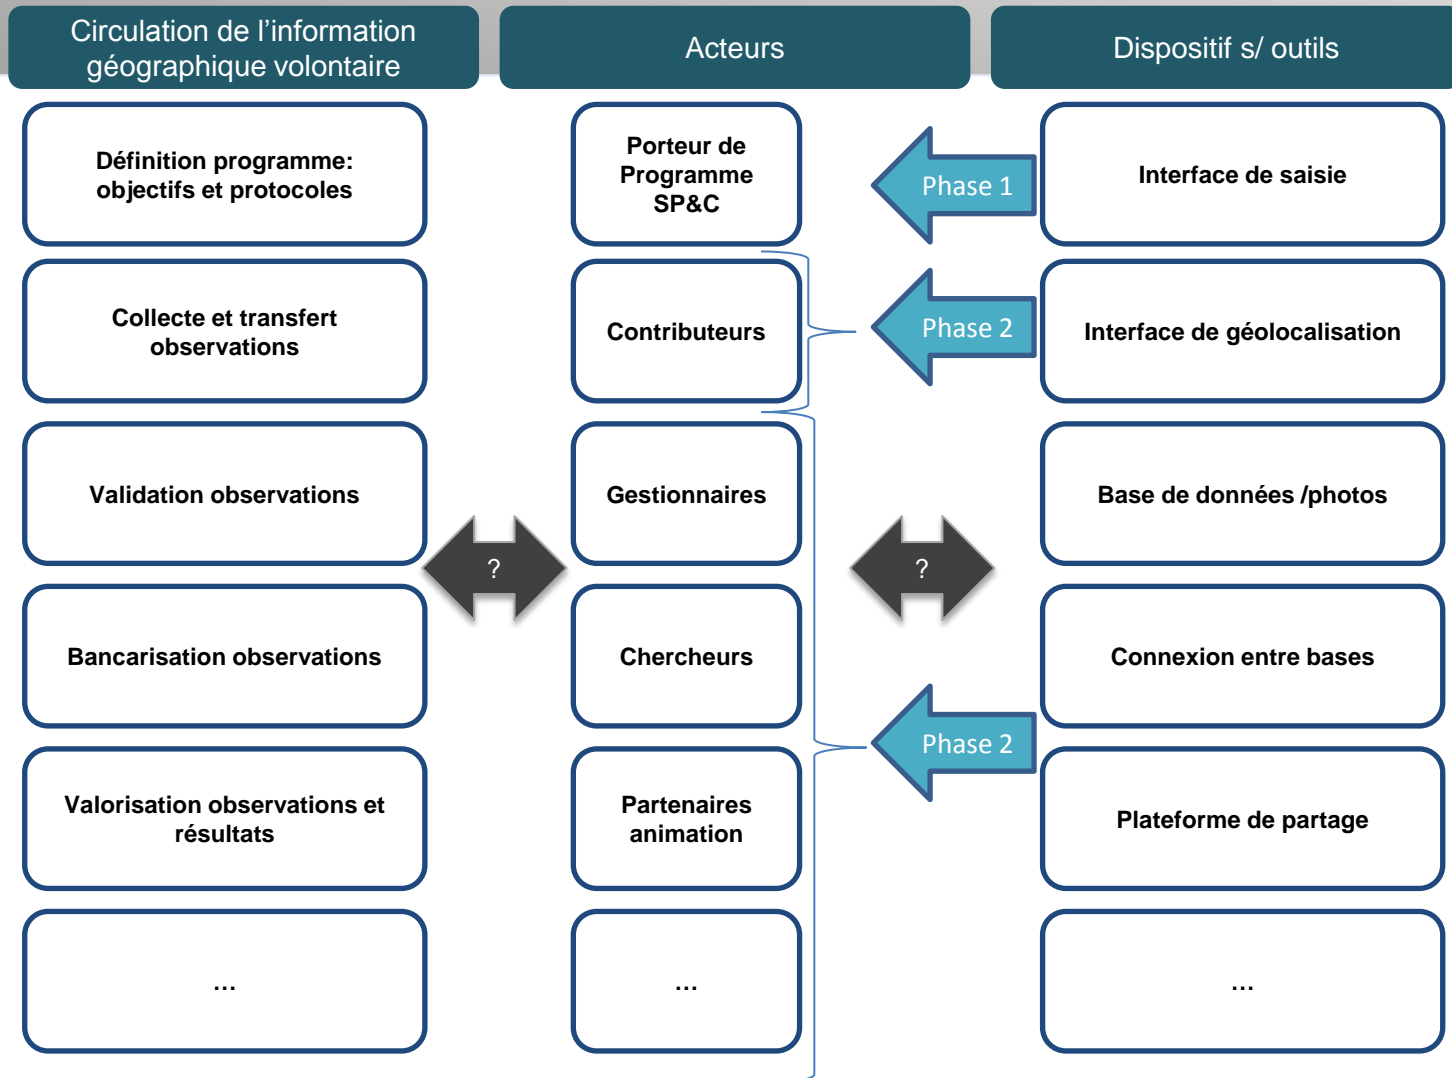 Circulation de l’information
géographique volontaire
Acteurs
Dispositif s/ outils
Définition programme:
objectifs et protocoles
Porteur de
Programme
SP&C
Phase 1
Interface de saisie
Collecte et transfert
observations
Contributeurs
Phase 2
Interface de géolocalisation
Validation observations
Gestionnaires
Base de données /photos
?
?
Bancarisation observations
Chercheurs
Connexion entre bases
Phase 2
Valorisation observations et
résultats
Partenaires
animation
Plateforme de partage
…
…
…